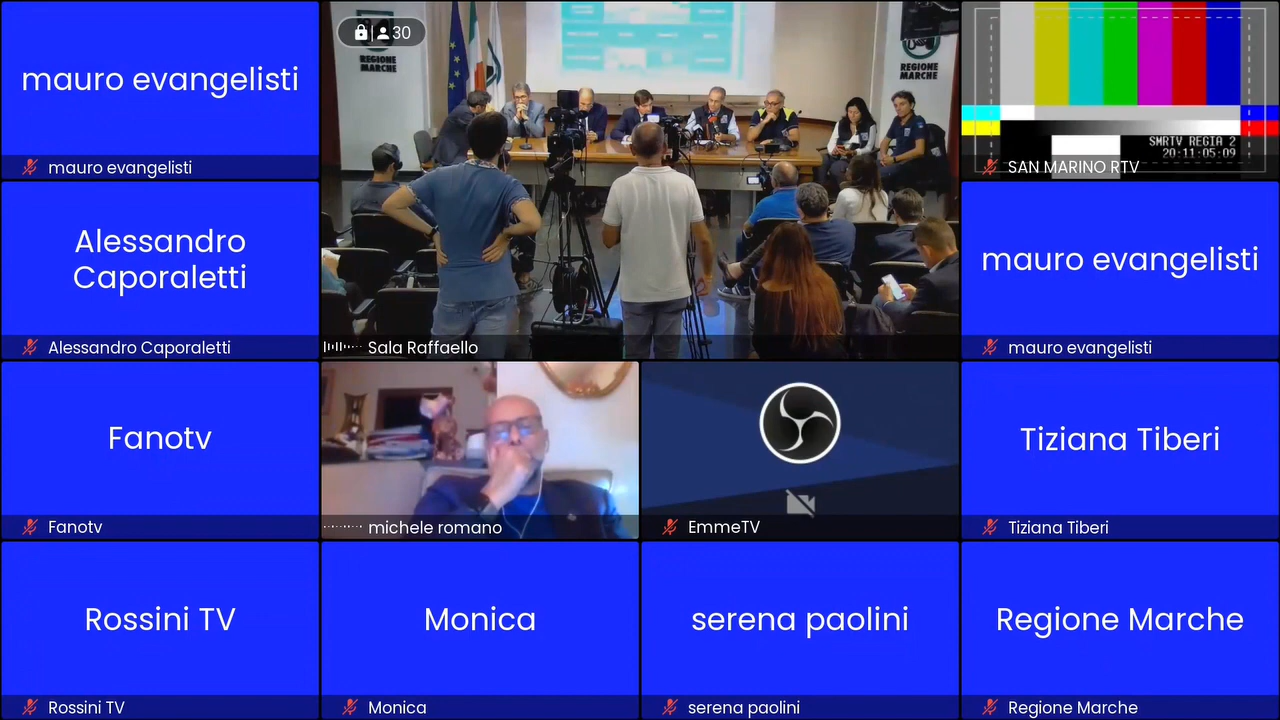 mauro evangelisti
mauro evangelisti
30
REGIONE
MARCHE
REGIONE
MARCHE
Sala Raffaello
SMRTV REGIA 2
20:11:05:09
SAN MARINO RTV
Alessandro
Caporaletti
Alessandro Caporaletti
mauro evangelisti
mauro evangelisti
Fanotv
Fanotv
michele romano
EmmeTV
Tiziana Tiberi
Tiziana Tiberi
Rossini TV
Rossini TV
Monica
Monica
serena paolini
serena paolini
Regione Marche
Regione Marche